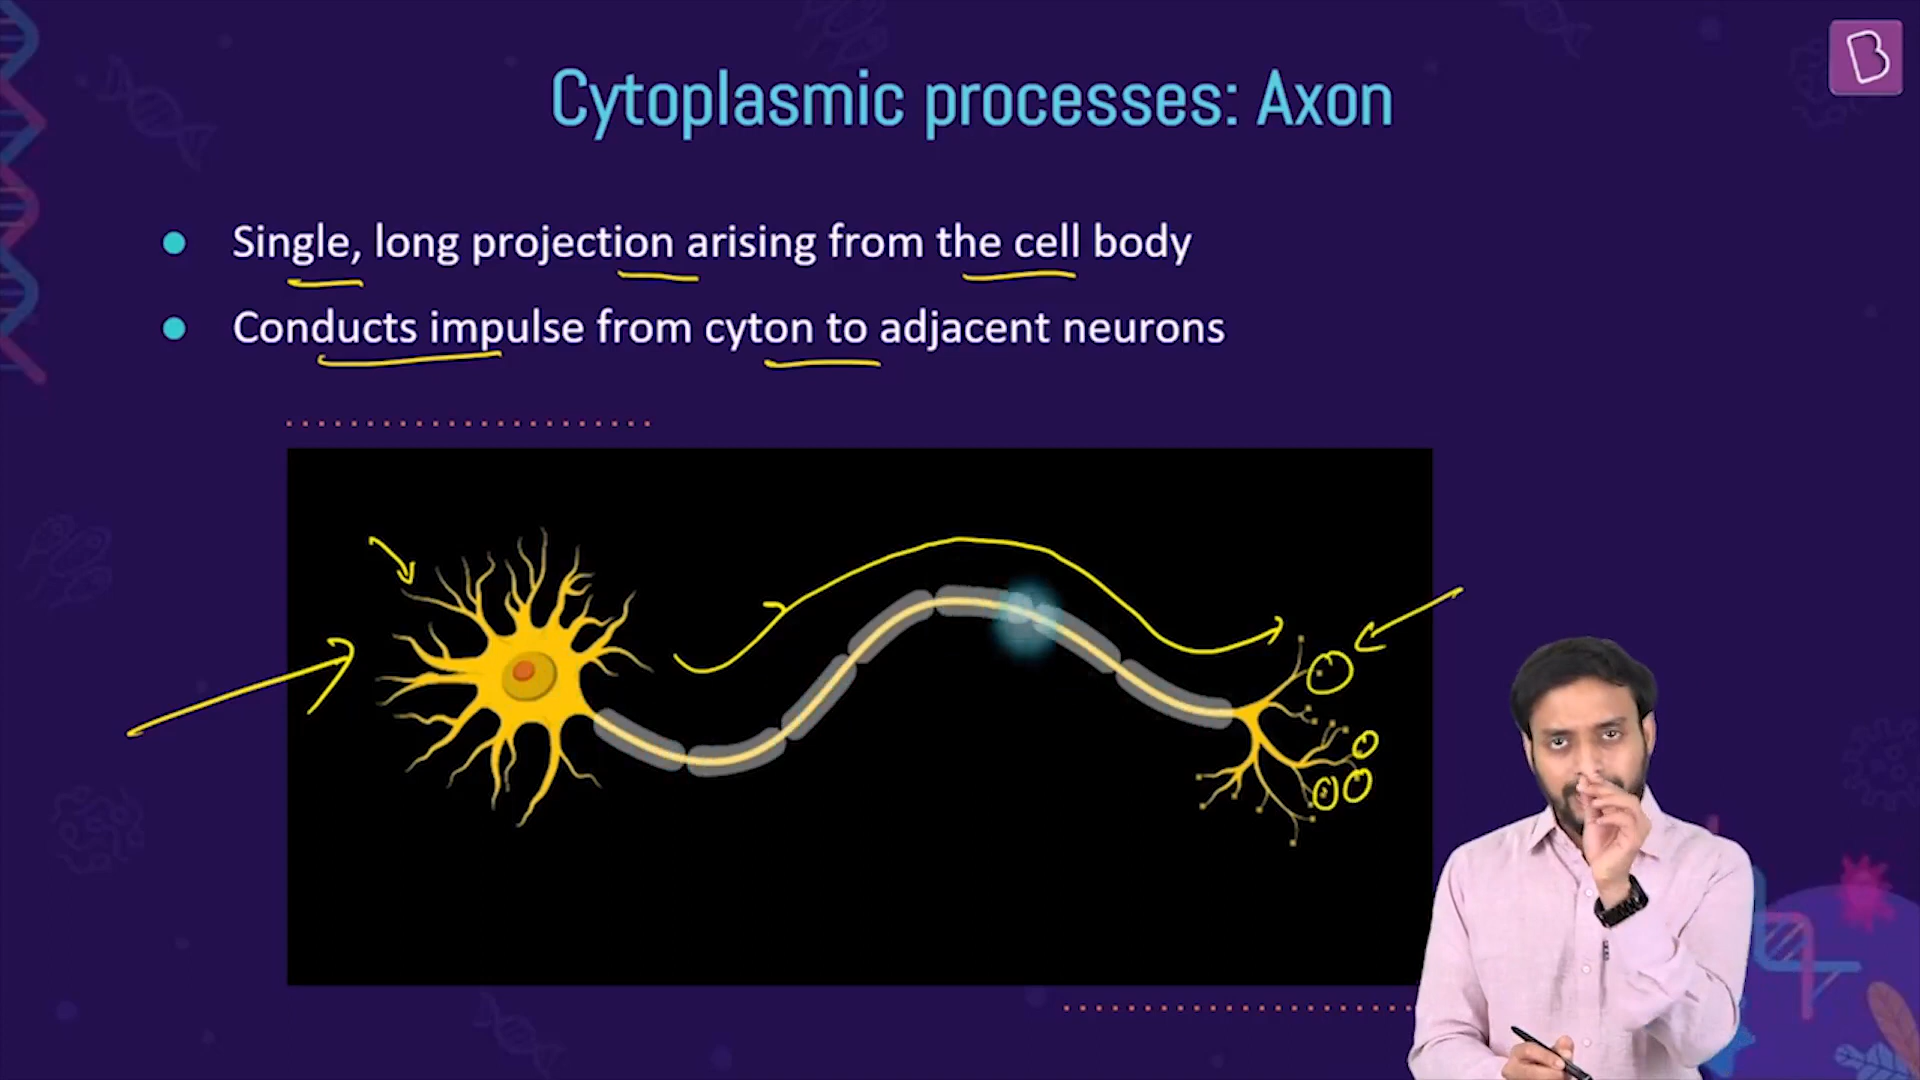 Cytoplasmic processes: Axon
Single, long projection arising from the cell body
Conducts impulse from cyton to adjacent neurons
B